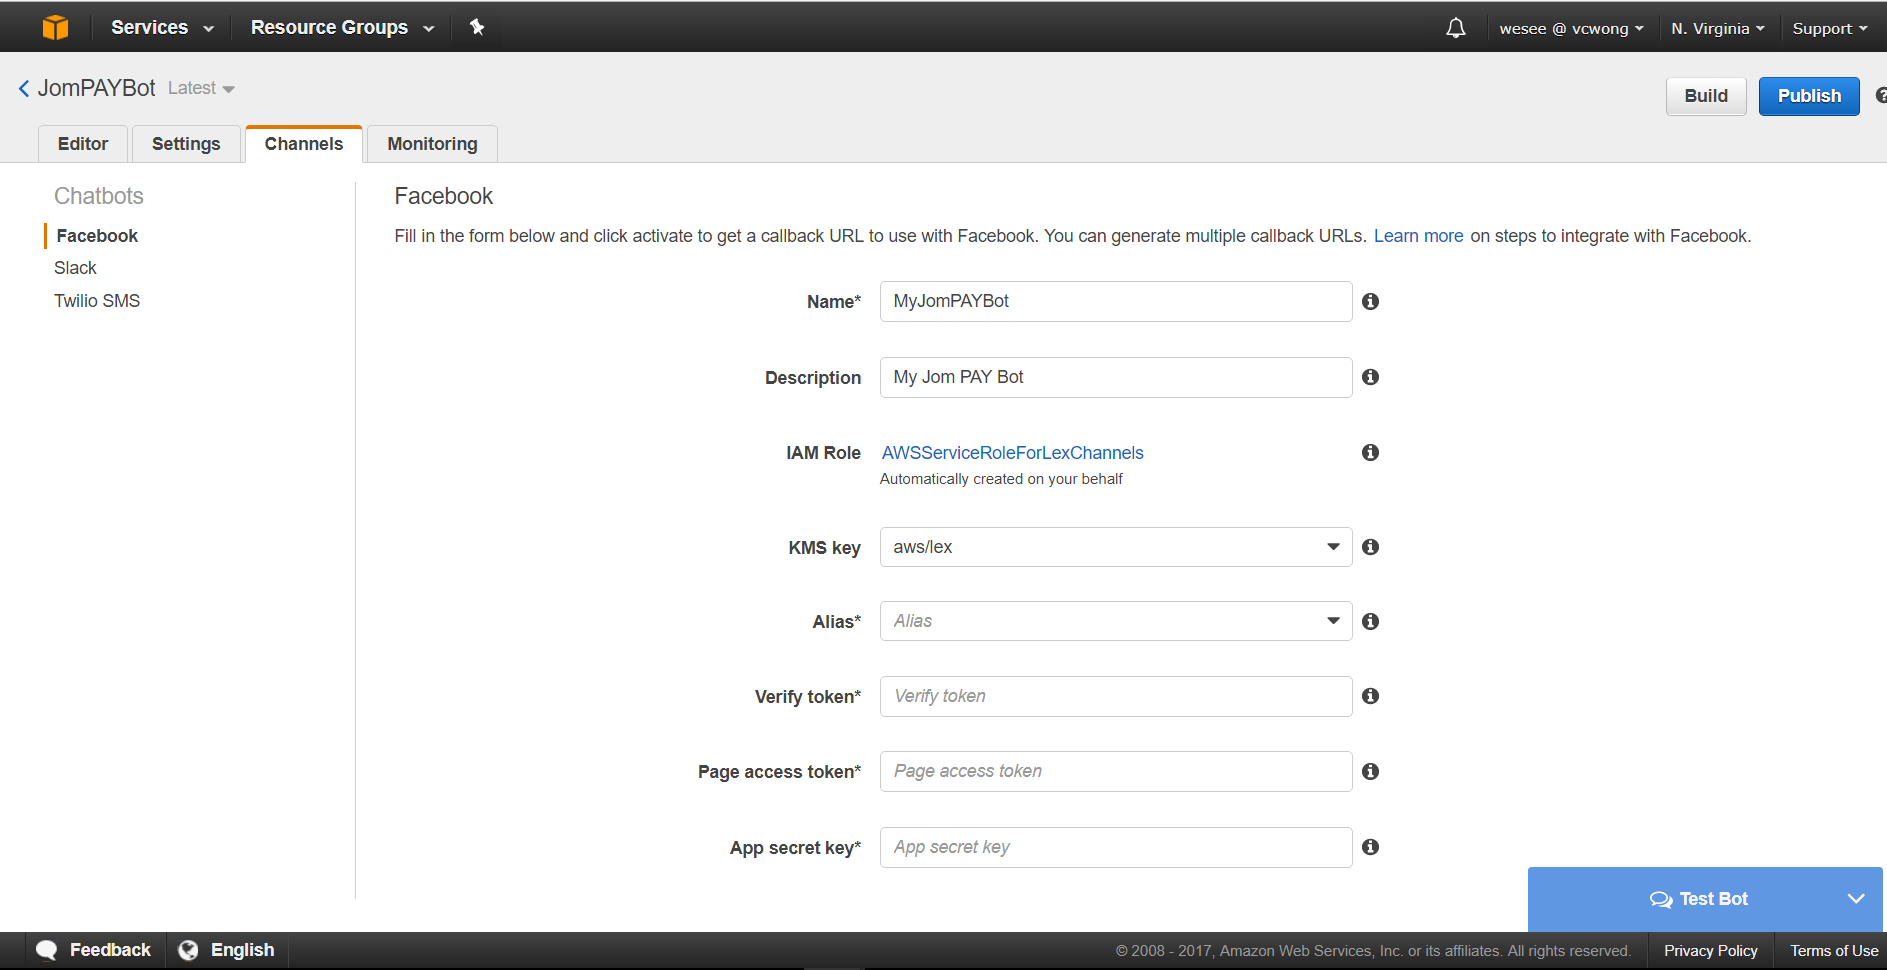 Services Resource Groups wesee @ vcwong N. Virginia Support
JomPAYBot Latest
Build Publish
Editor Settings Channels Monitoring
Chatbots
Facebook
Slack
Twilio SMS
Facebook
Fill in the form below and click activate to get a callback URL to use with Facebook. You can generate multiple callback URLs. Learn more on steps to integrate with Facebook.
Name* MyJomPAYBot
Description My Jom PAY Bot
IAM Role AWSServiceRoleForLexChannels
Automatically created on your behalf
KMS key aws/lex
Alias* Alias
Verify token* Verify token
Page access token* Page access token
App secret key* App secret key
Test Bot
Feedback English © 2008 - 2017, Amazon Web Services, Inc. or its affiliates. All rights reserved. Privacy Policy Terms of Use